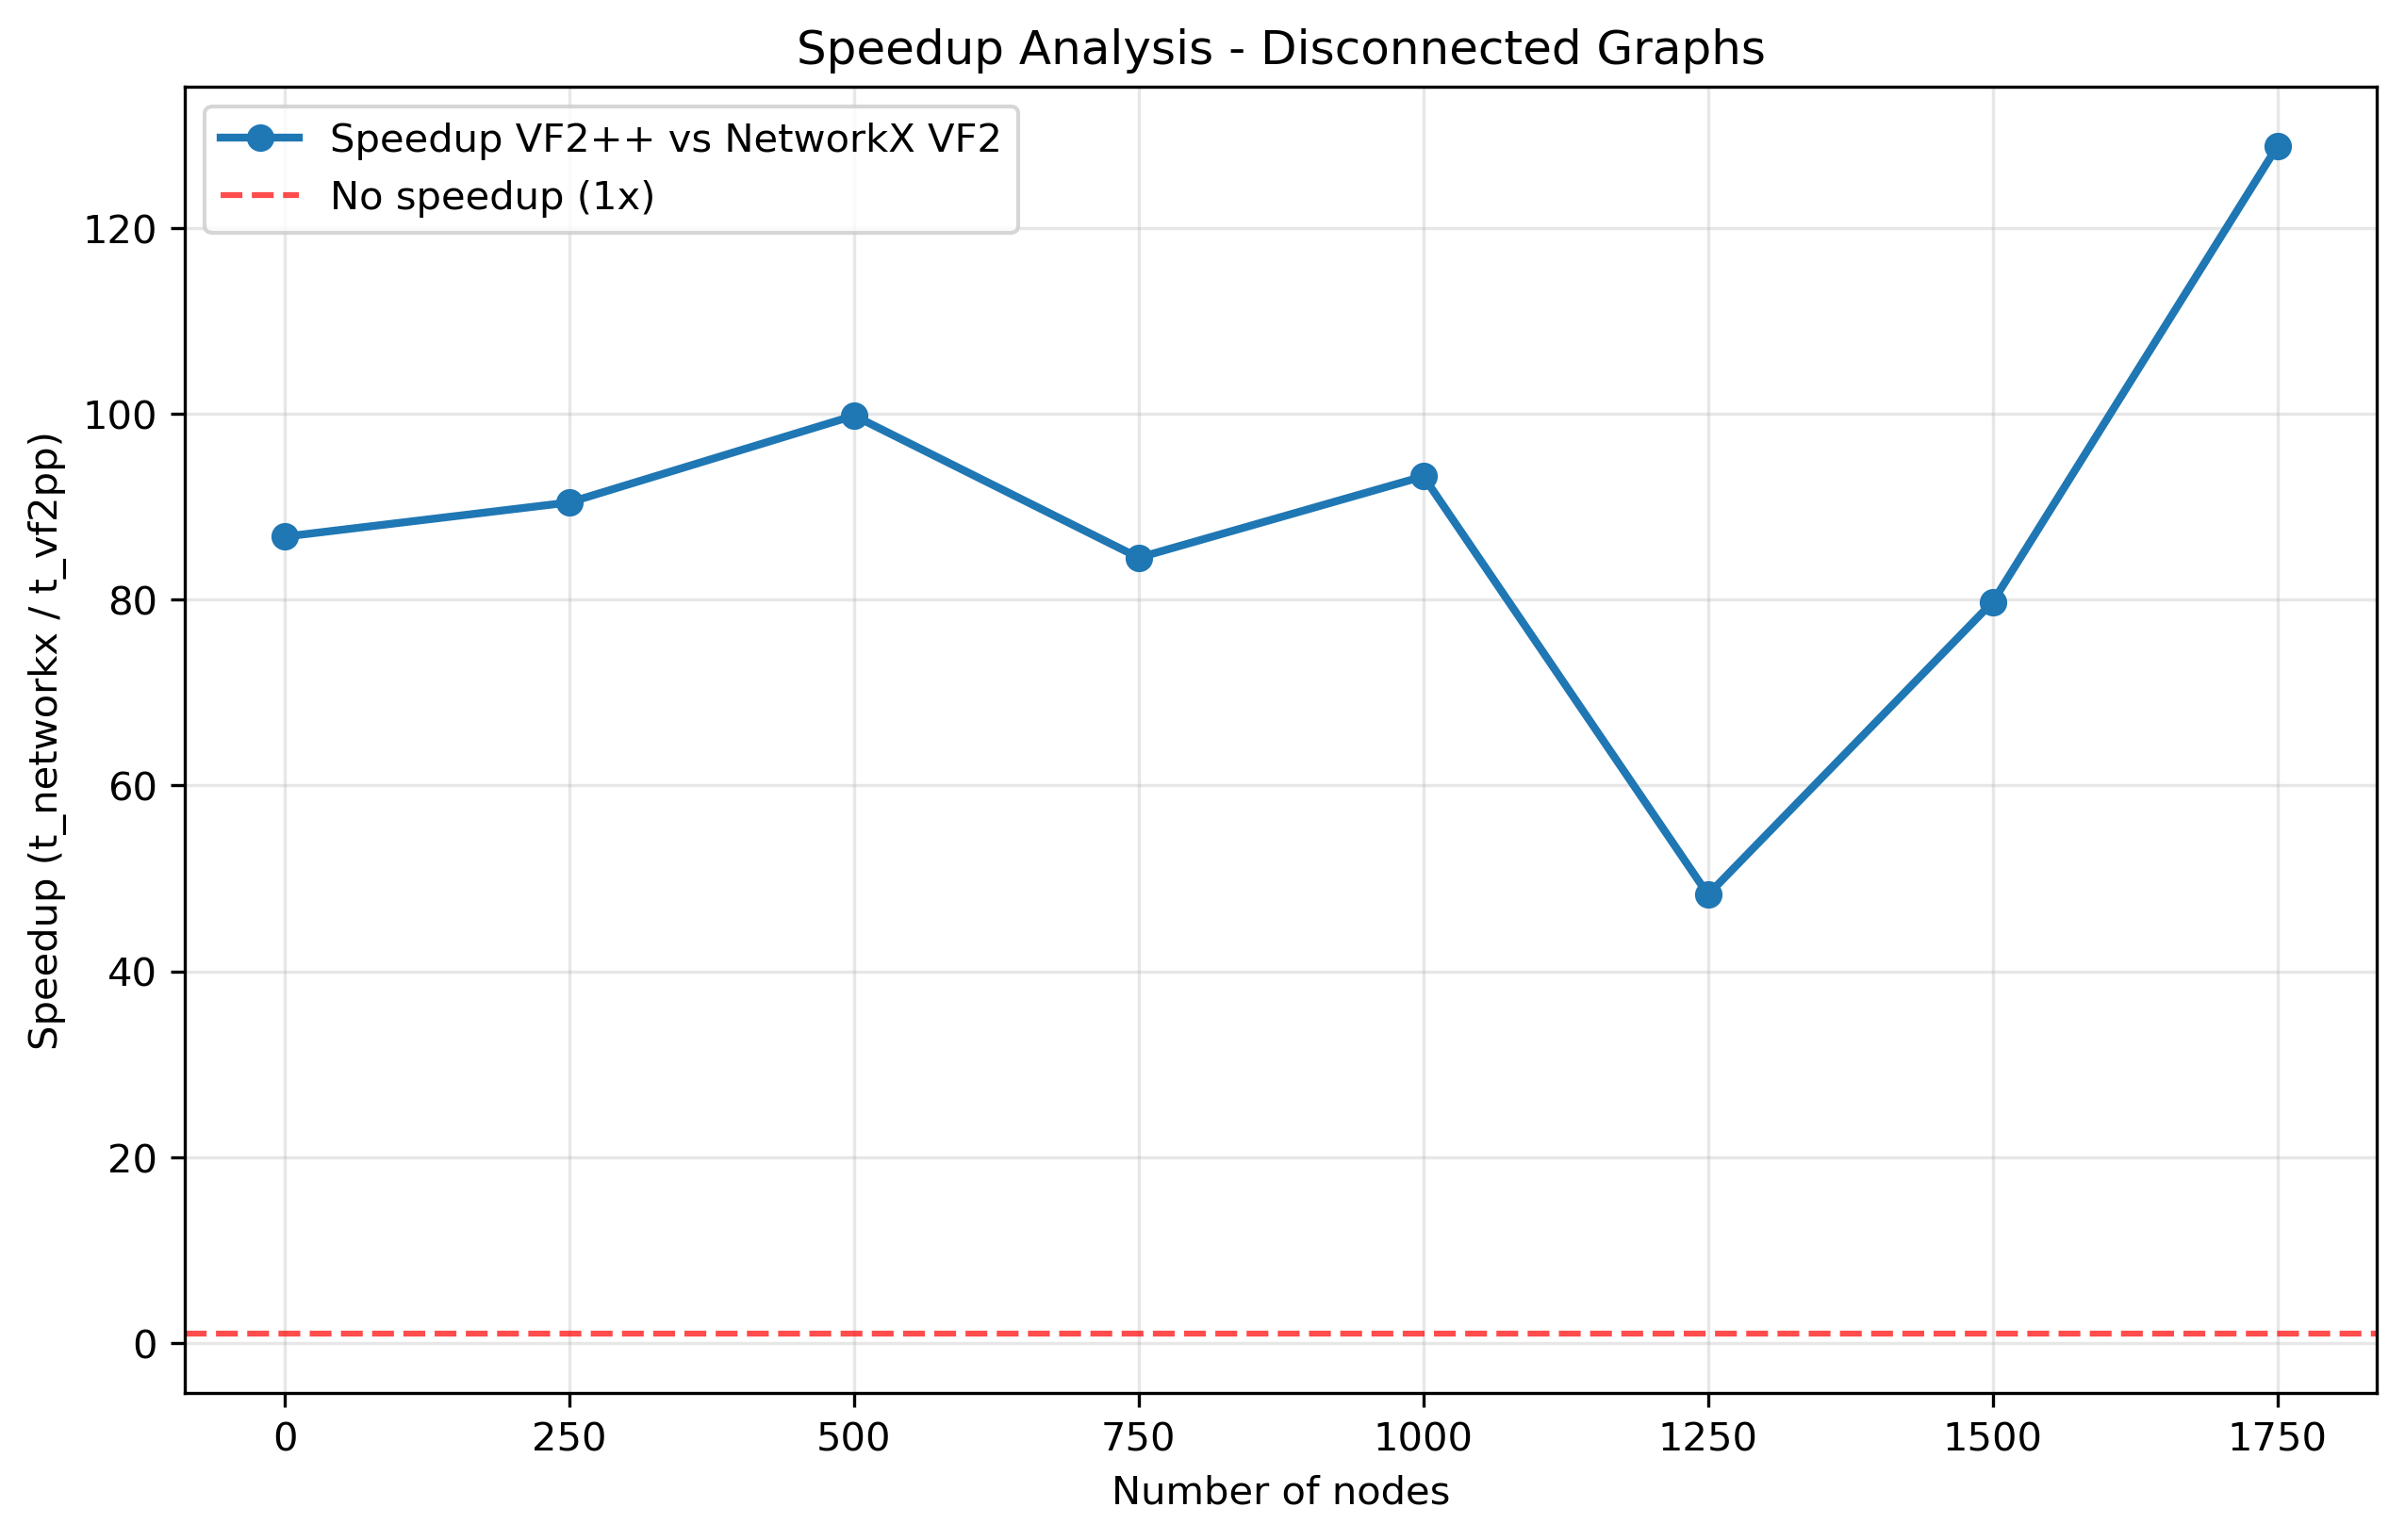 Speedup Analysis - Disconnected Graphs
Speedup VF2++ vs NetworkX VF2
No speedup (1x)
Speedup (t_networkx / t_vf2pp)
120
100
80
60
40
20
0
0 250 500 750 1000 1250 1500 1750
Number of nodes